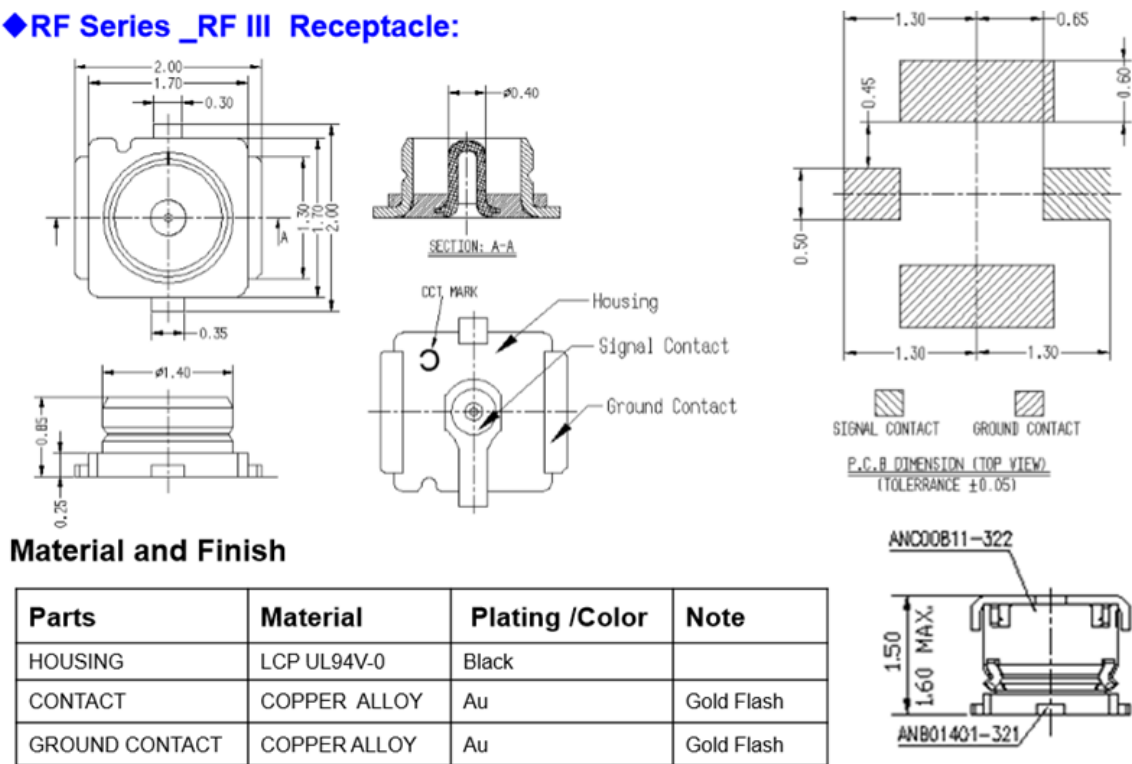 ◆RF Series _RF III Receptacle:
2.00
1.70
0.30
1.30
1.70
2.00
A
0.35
ø0.40
SECTION: A-A
1.30
0.65
0.45
0.60
0.50
1.30
1.30
SIGNAL CONTACT
GROUND CONTACT
P.C.B DIMENSION (TOP VIEW)
(TOLERRANCE ±0.05)
CCT MARK
Housing
Signal Contact
Ground Contact
ø1.40
0.85
0.25
Material and Finish
Parts Material Plating /Color Note
HOUSING LCP UL94V-0 Black
CONTACT COPPER ALLOY Au Gold Flash
GROUND CONTACT COPPER ALLOY Au Gold Flash
ANC00811-322
1.50
1.60 MAX.
ANB01401-321